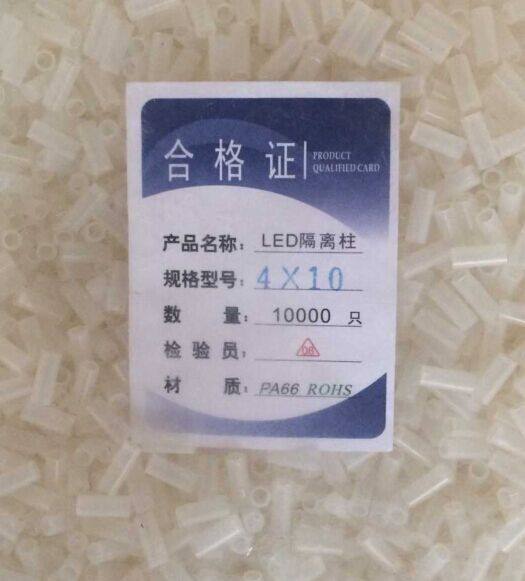 合格证 PRODUCT
QUALIFIED CARD
产品名称： LED隔离柱
规格型号： 4X10
数 量： 10000 只
检验员： 08
材 质： PA66 ROHS